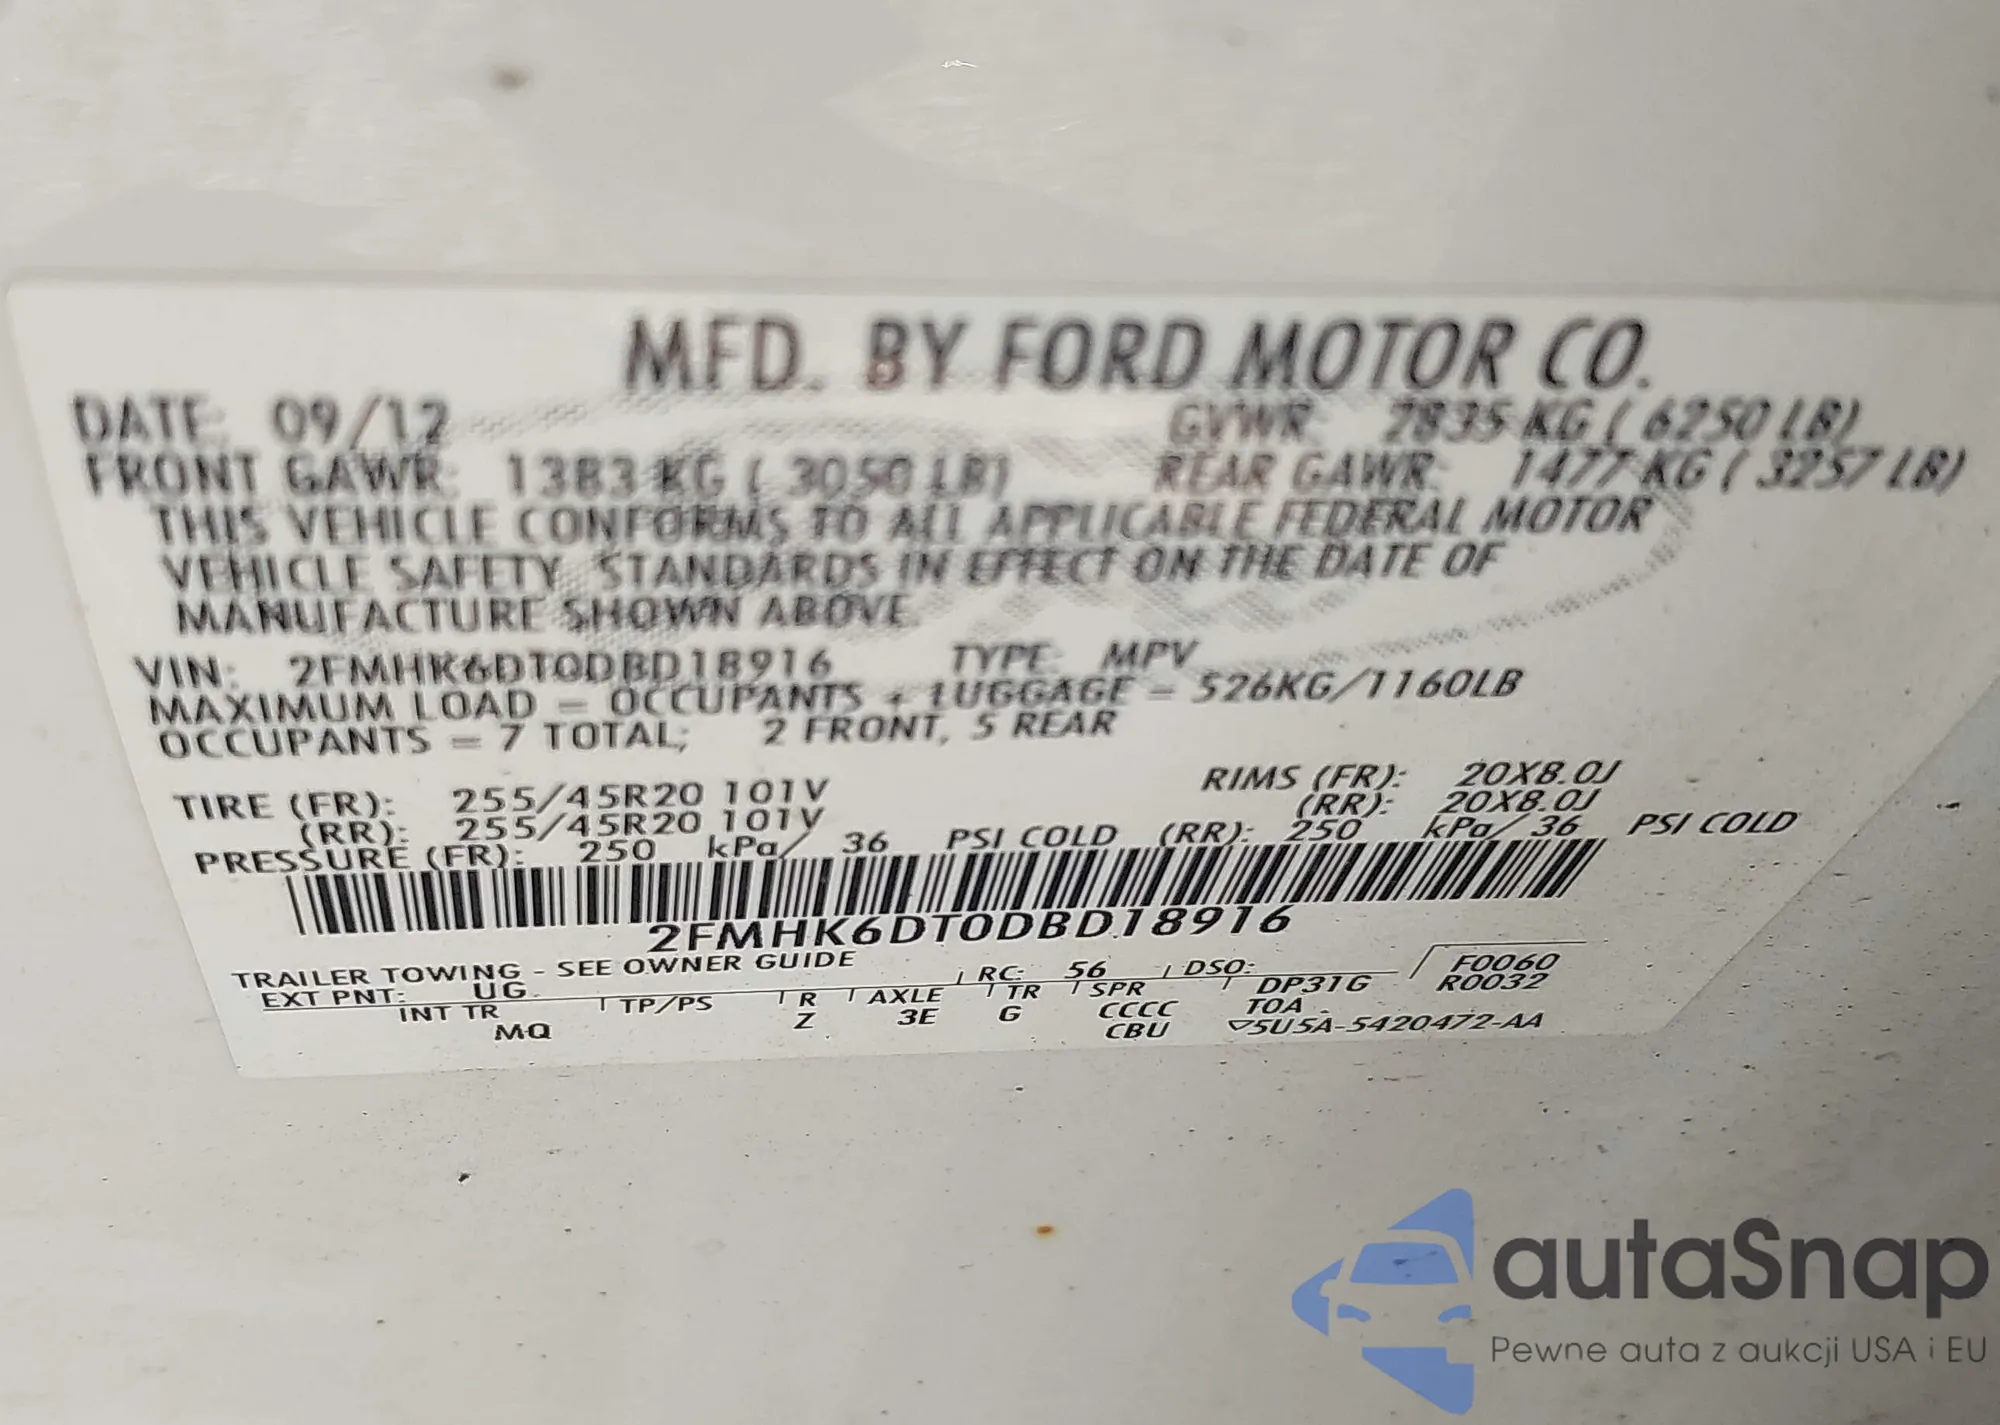 MFD. BY FORD MOTOR CO.
DATE: 09/12 GVWR: 2835 KG ( 6250 LB)
FRONT GAWR: 1383 KG ( 3050 LB) REAR GAWR: 1477 KG ( 3257 LB)
THIS VEHICLE CONFORMS TO ALL APPLICABLE FEDERAL MOTOR
VEHICLE SAFETY STANDARDS IN EFFECT ON THE DATE OF
MANUFACTURE SHOWN ABOVE.
VIN: 2FMHK6DT0DBD18916 TYPE: MPV
MAXIMUM LOAD = OCCUPANTS + LUGGAGE = 526KG/1160LB
OCCUPANTS = 7 TOTAL; 2 FRONT, 5 REAR
TIRE (FR): 255/45R20 101V RIMS (FR): 20X8.0J
(RR): 255/45R20 101V (RR): 20X8.0J
PRESSURE (FR): 250 kPa/ 36 PSI COLD (RR): 250 kPa/ 36 PSI COLD
2FMHK6DT0DBD18916
TRAILER TOWING - SEE OWNER GUIDE
EXT PNT: UG RC: 56 DSO: F0060
INT TR TP/PS R AXLE TR SPR DP31G R0032
MQ Z 3E G CCCC TOA
CBU ▽5U5A-5420472-AA
autaSnap
Pewne auta z aukcji USA i EU